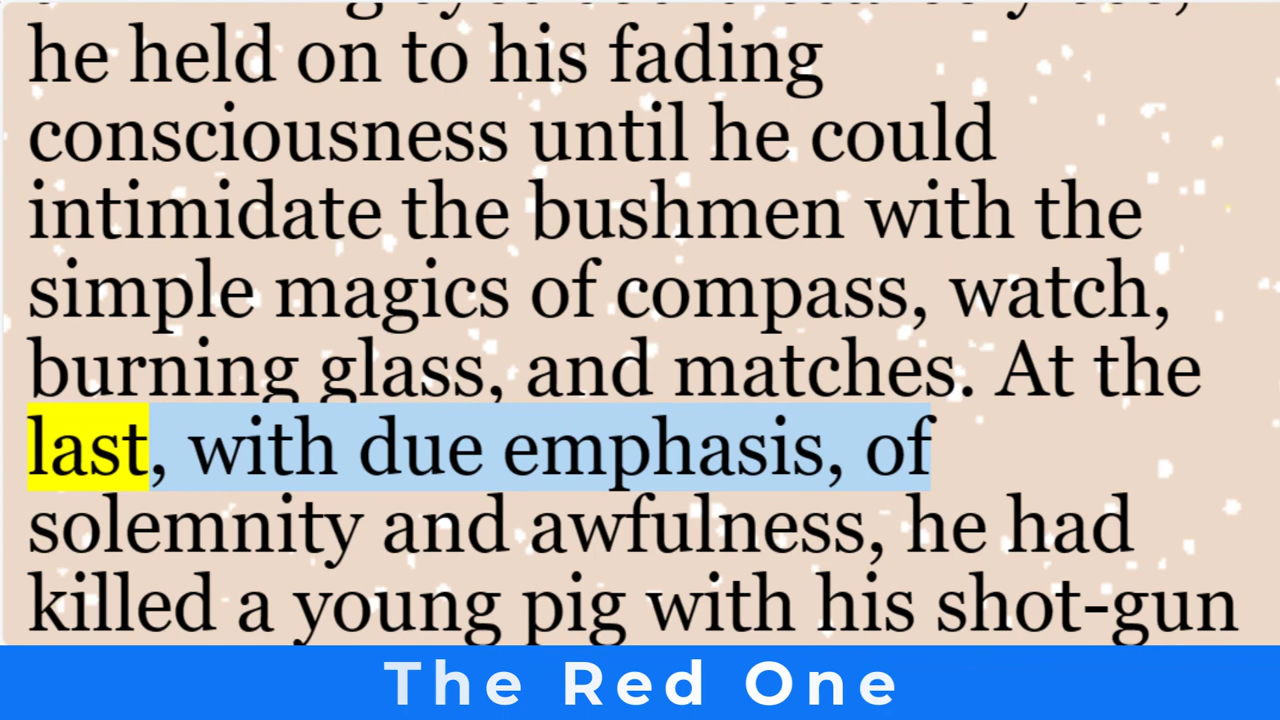 he held on to his fading
consciousness until he could
intimidate the bushmen with the
simple magics of compass, watch,
burning glass, and matches. At the
last, with due emphasis, of
solemnity and awfulness, he had
killed a young pig with his shot-gun
The Red One